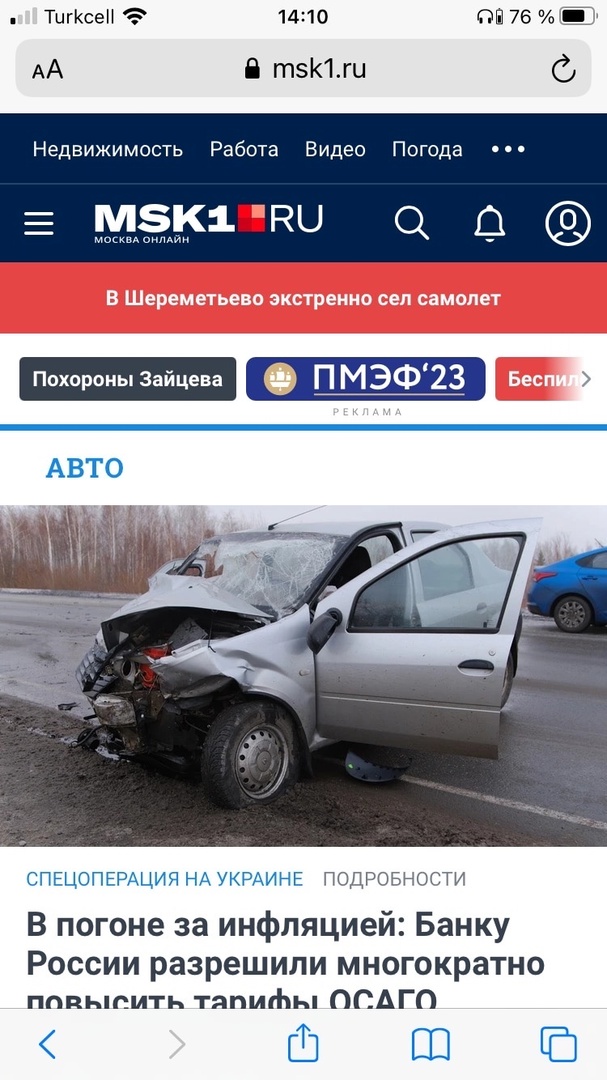 Turkcell 14:10 76 %
AA msk1.ru
Недвижимость Работа Видео Погода
MSK1.RU
МОСКВА ОНЛАЙН
В Шереметьево экстренно сел самолет
Похороны Зайцева ПМЭФ‘23 Беспил
РЕКЛАМА
АВТО
СПЕЦОПЕРАЦИЯ НА УКРАИНЕ ПОДРОБНОСТИ
В погоне за инфляцией: Банку
России разрешили многократно
повысить тарифы ОСАГО